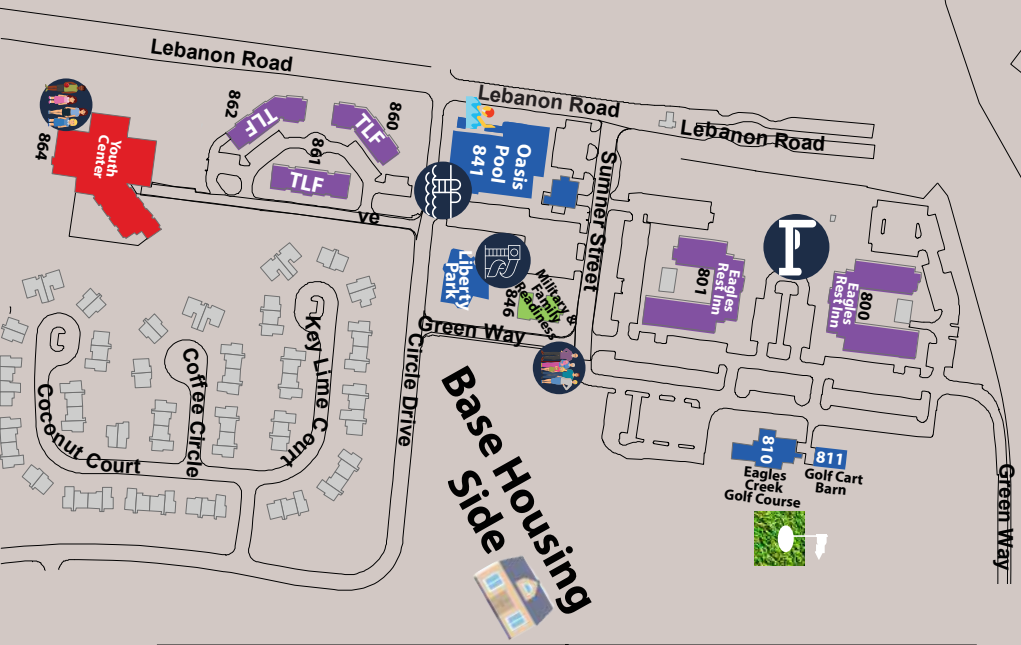 Lebanon Road
Lebanon Road
Lebanon Road
864
Youth
Center
862
TLF
861
TLF
860
TLF
ve
Oasis
Pool
841
Summer Street
Liberty
Park
846
Military &
Family
Readiness
Green Way
Circle Drive
801
Eagles
Rest Inn
800
Eagles
Rest Inn
Key Lime Court
Coffee Circle
Coconut Court
Base Housing
Side
810
Eagles
Creek
Golf Course
811
Golf Cart
Barn
Green Way